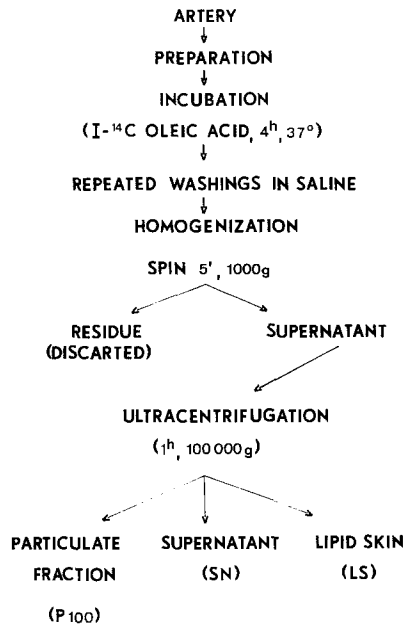 ARTERY
PREPARATION
INCUBATION
(I-¹⁴C OLEIC ACID, 4ʰ, 37°)
REPEATED WASHINGS IN SALINE
HOMOGENIZATION
SPIN 5', 1000g
RESIDUE
(DISCARTED)
SUPERNATANT
ULTRACENTRIFUGATION
(1ʰ, 100 000g)
PARTICULATE
FRACTION
(P100)
SUPERNATANT
(SN)
LIPID SKIN
(LS)